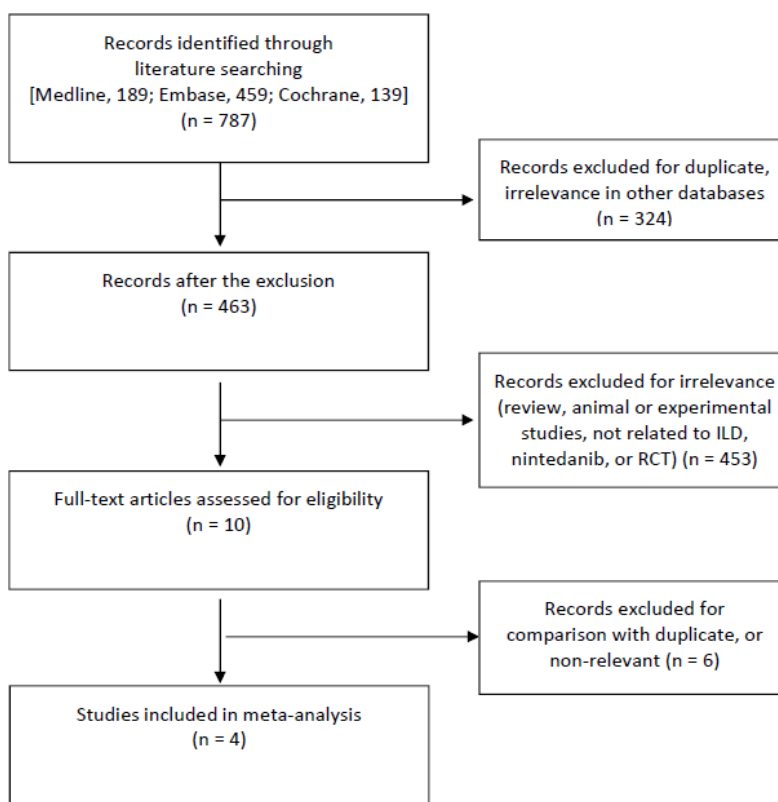 Records identified through
literature searching
[Medline, 189; Embase, 459; Cochrane, 139]
(n = 787)
Records excluded for duplicate,
irrelevance in other databases
(n = 324)
Records after the exclusion
(n = 463)
Records excluded for irrelevance
(review, animal or experimental
studies, not related to ILD,
nintedanib, or RCT) (n = 453)
Full-text articles assessed for eligibility
(n = 10)
Records excluded for
comparison with duplicate, or
non-relevant (n = 6)
Studies included in meta-analysis
(n = 4)